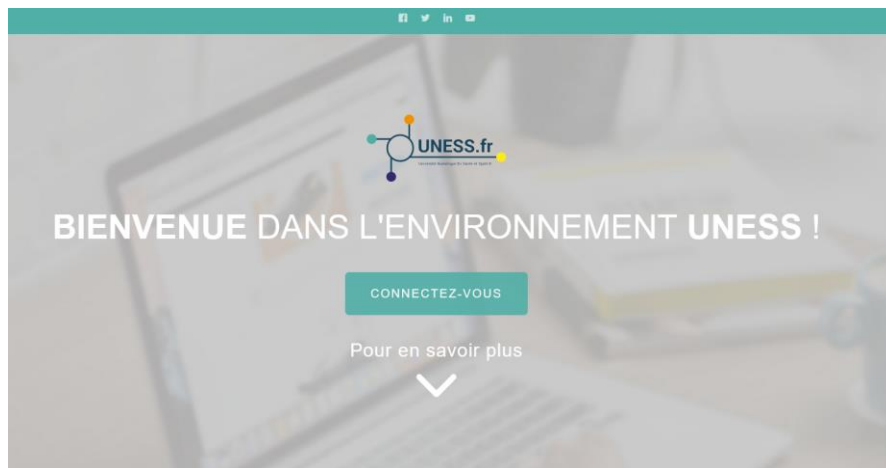 UNESS.fr
BIENVENUE DANS L'ENVIRONNEMENT UNESS !
CONNECTEZ-VOUS
Pour en savoir plus